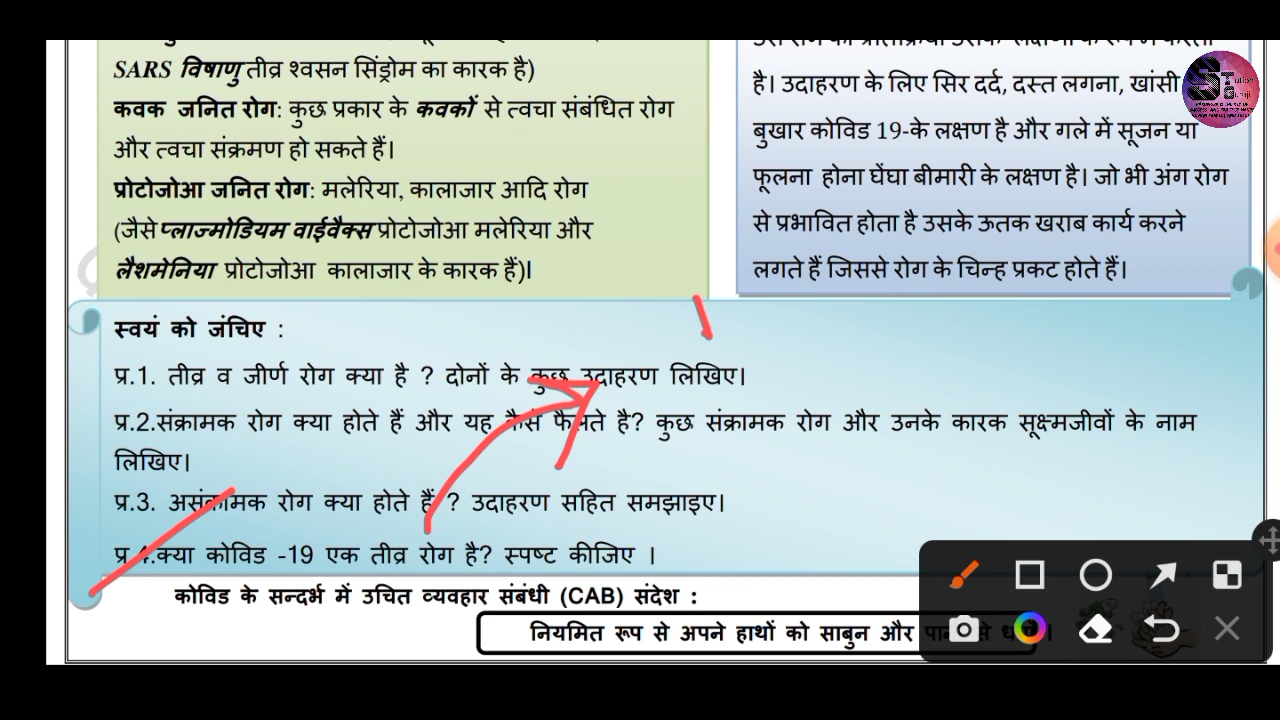 SARS विषाणु तीव्र श्वसन सिंड्रोम का कारक है)
कवक जनित रोग: कुछ प्रकार के कवकों से त्वचा संबंधित रोग
और त्वचा संक्रमण हो सकते हैं।
प्रोटोजोआ जनित रोग: मलेरिया, कालाजार आदि रोग
(जैसे प्लाज्मोडियम वाईवैक्स प्रोटोजोआ मलेरिया और
लैशमेनिया प्रोटोजोआ कालाजार के कारक हैं)।
है। उदाहरण के लिए सिर दर्द, दस्त लगना, खांसी
बुखार कोविड 19-के लक्षण है और गले में सूजन या
फूलना होना घेंघा बीमारी के लक्षण है। जो भी अंग रोग
से प्रभावित होता है उसके ऊतक खराब कार्य करने
लगते हैं जिससे रोग के चिन्ह प्रकट होते हैं।
स्वयं को जंचिए :
प्र.1. तीव्र व जीर्ण रोग क्या है ? दोनों के कुछ उदाहरण लिखिए।
प्र.2.संक्रामक रोग क्या होते हैं और यह कैसे फैलते है? कुछ संक्रामक रोग और उनके कारक सूक्ष्मजीवों के नाम
लिखिए।
प्र.3. असंक्रामक रोग क्या होते हैं ? उदाहरण सहित समझाइए।
प्र.4.क्या कोविड -19 एक तीव्र रोग है? स्पष्ट कीजिए ।
कोविड के सन्दर्भ में उचित व्यवहार संबंधी (CAB) संदेश :
नियमित रूप से अपने हाथों को साबुन और